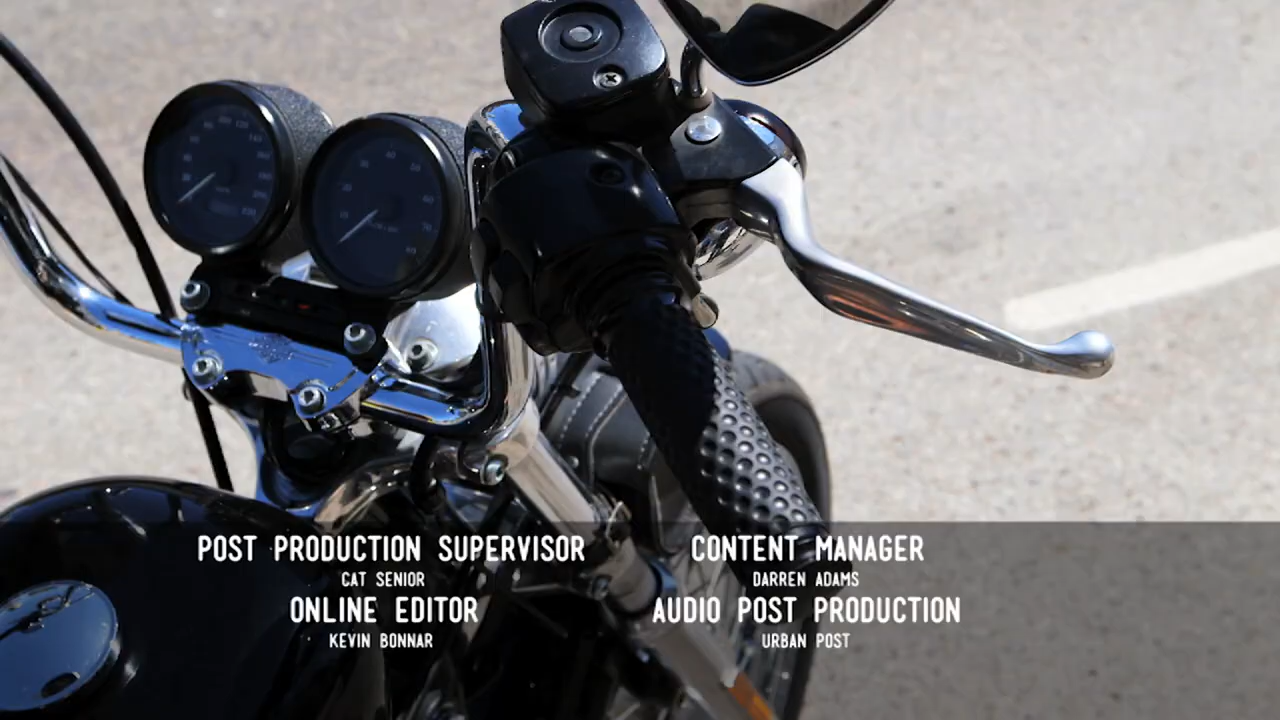 POST PRODUCTION SUPERVISOR
CAT SENIOR
ONLINE EDITOR
KEVIN BONNAR
CONTENT MANAGER
DARREN ADAMS
AUDIO POST PRODUCTION
URBAN POST